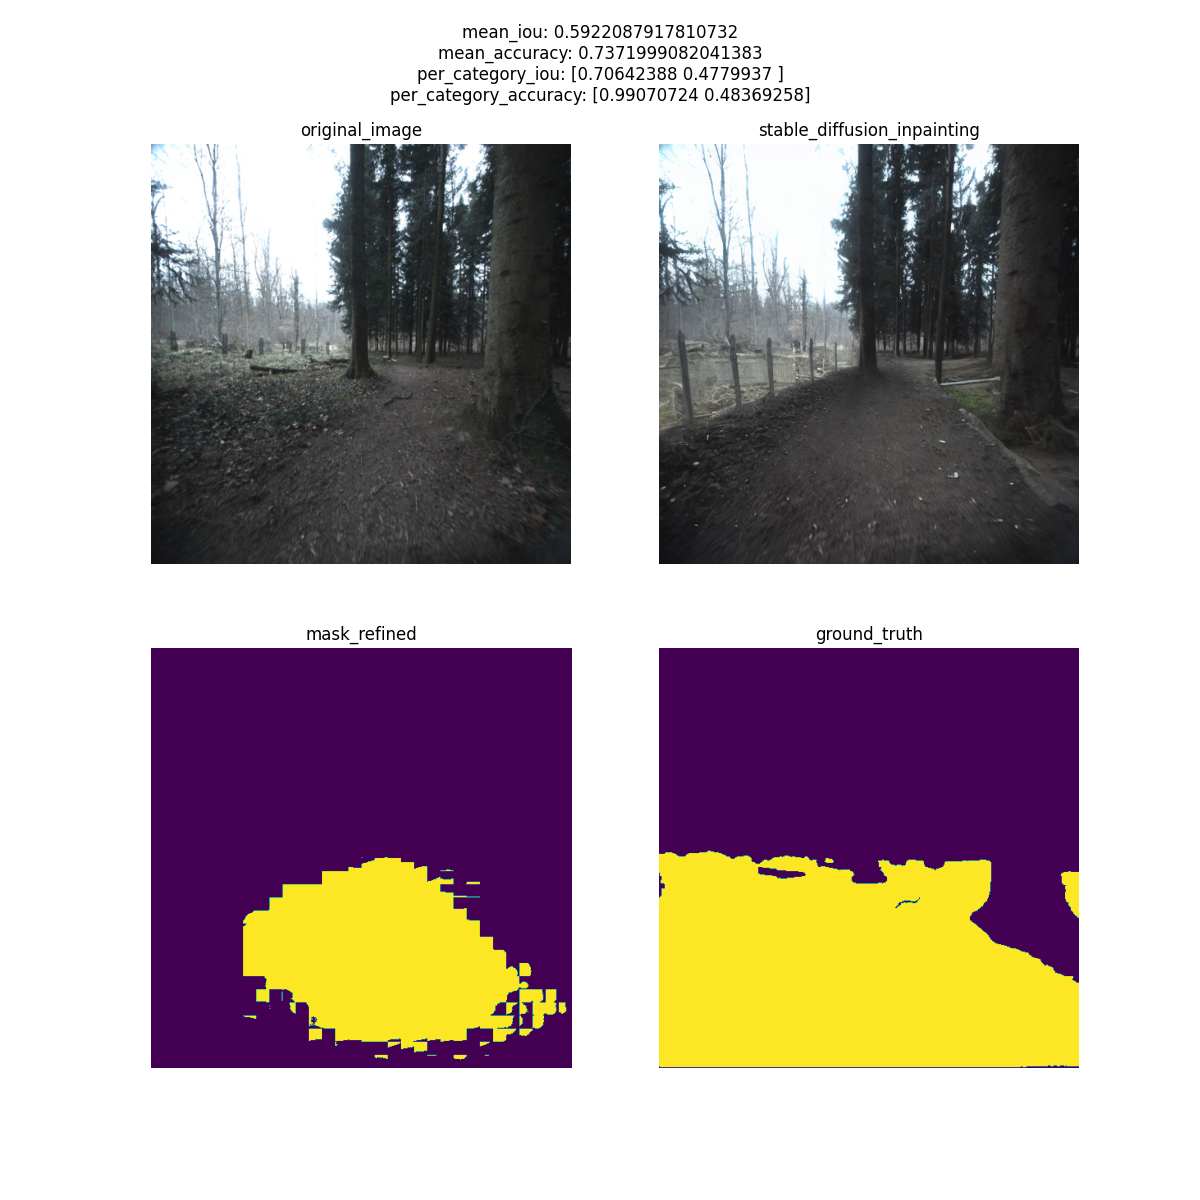 mean_iou: 0.5922087917810732
mean_accuracy: 0.7371999082041383
per_category_iou: [0.70642388 0.4779937 ]
per_category_accuracy: [0.99070724 0.48369258]
original_image
stable_diffusion_inpainting
mask_refined
ground_truth